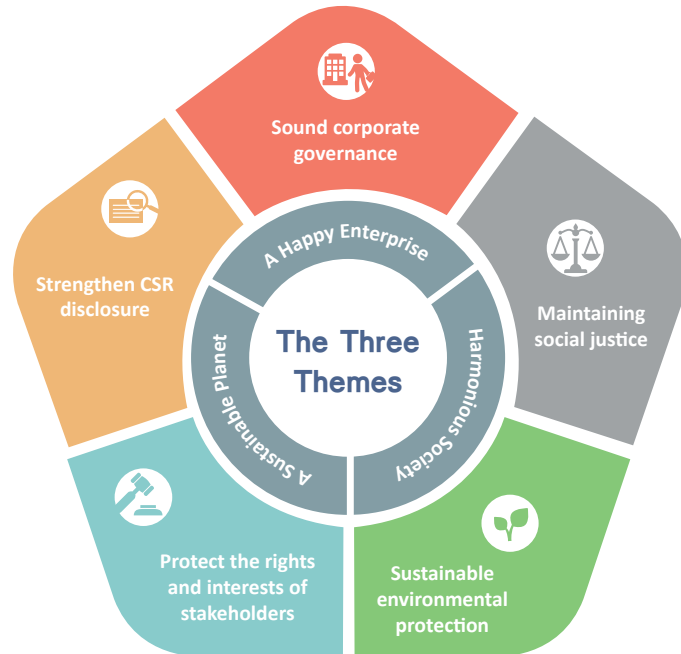 Sound corporate
governance
Strengthen CSR
disclosure
Maintaining
social justice
A Happy Enterprise
Harmonious Society
A Sustainable Planet
The Three
Themes
Protect the rights
and interests of
stakeholders
Sustainable
environmental
protection